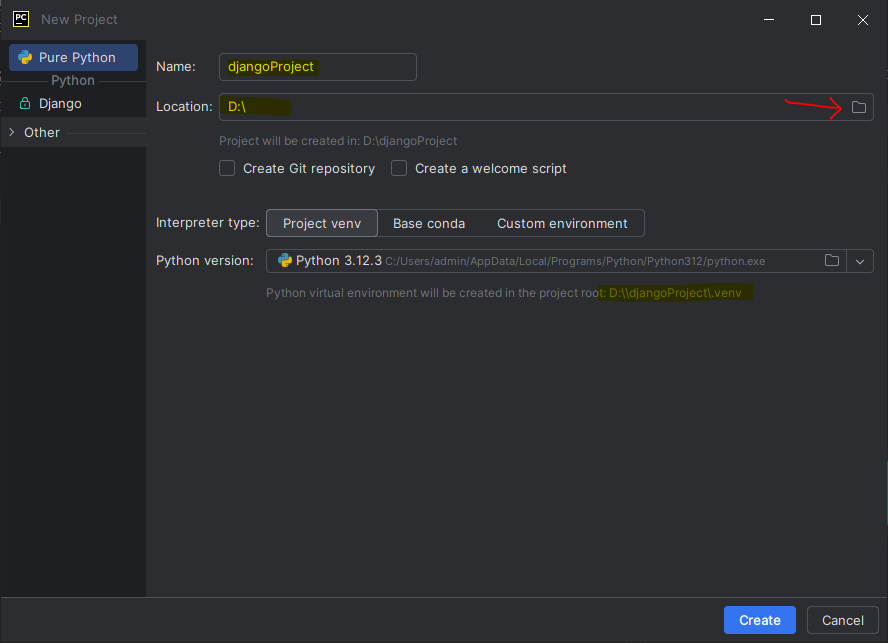 PC New Project
Pure Python
Python
Django
Other
Name: djangoProject
Location: D:\
Project will be created in: D:\djangoProject
Create Git repository Create a welcome script
Interpreter type: Project venv Base conda Custom environment
Python version: Python 3.12.3 C:/Users/admin/AppData/Local/Programs/Python/Python312/python.exe
Python virtual environment will be created in the project root: D:\\djangoProject\.venv
Create Cancel